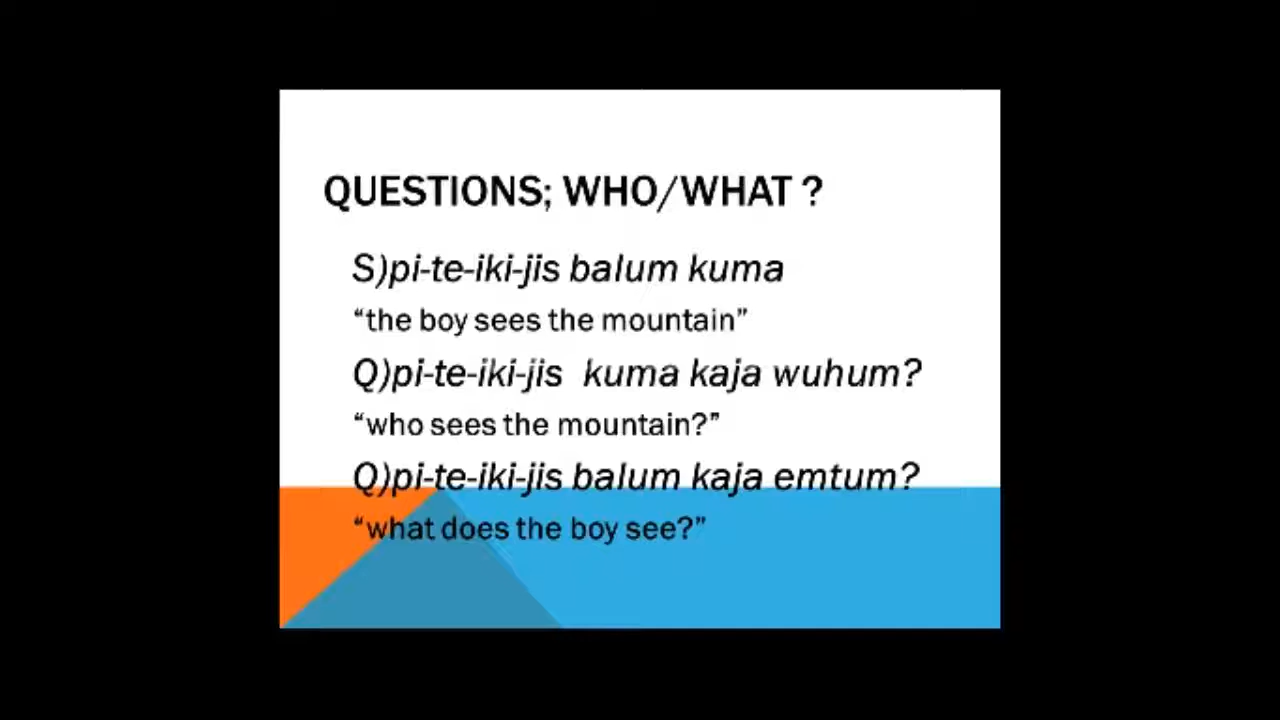 QUESTIONS; WHO/WHAT ?
S)pi-te-iki-jis balum kuma
“the boy sees the mountain”
Q)pi-te-iki-jis kuma kaja wuhum?
“who sees the mountain?”
Q)pi-te-iki-jis balum kaja emtum?
“what does the boy see?”